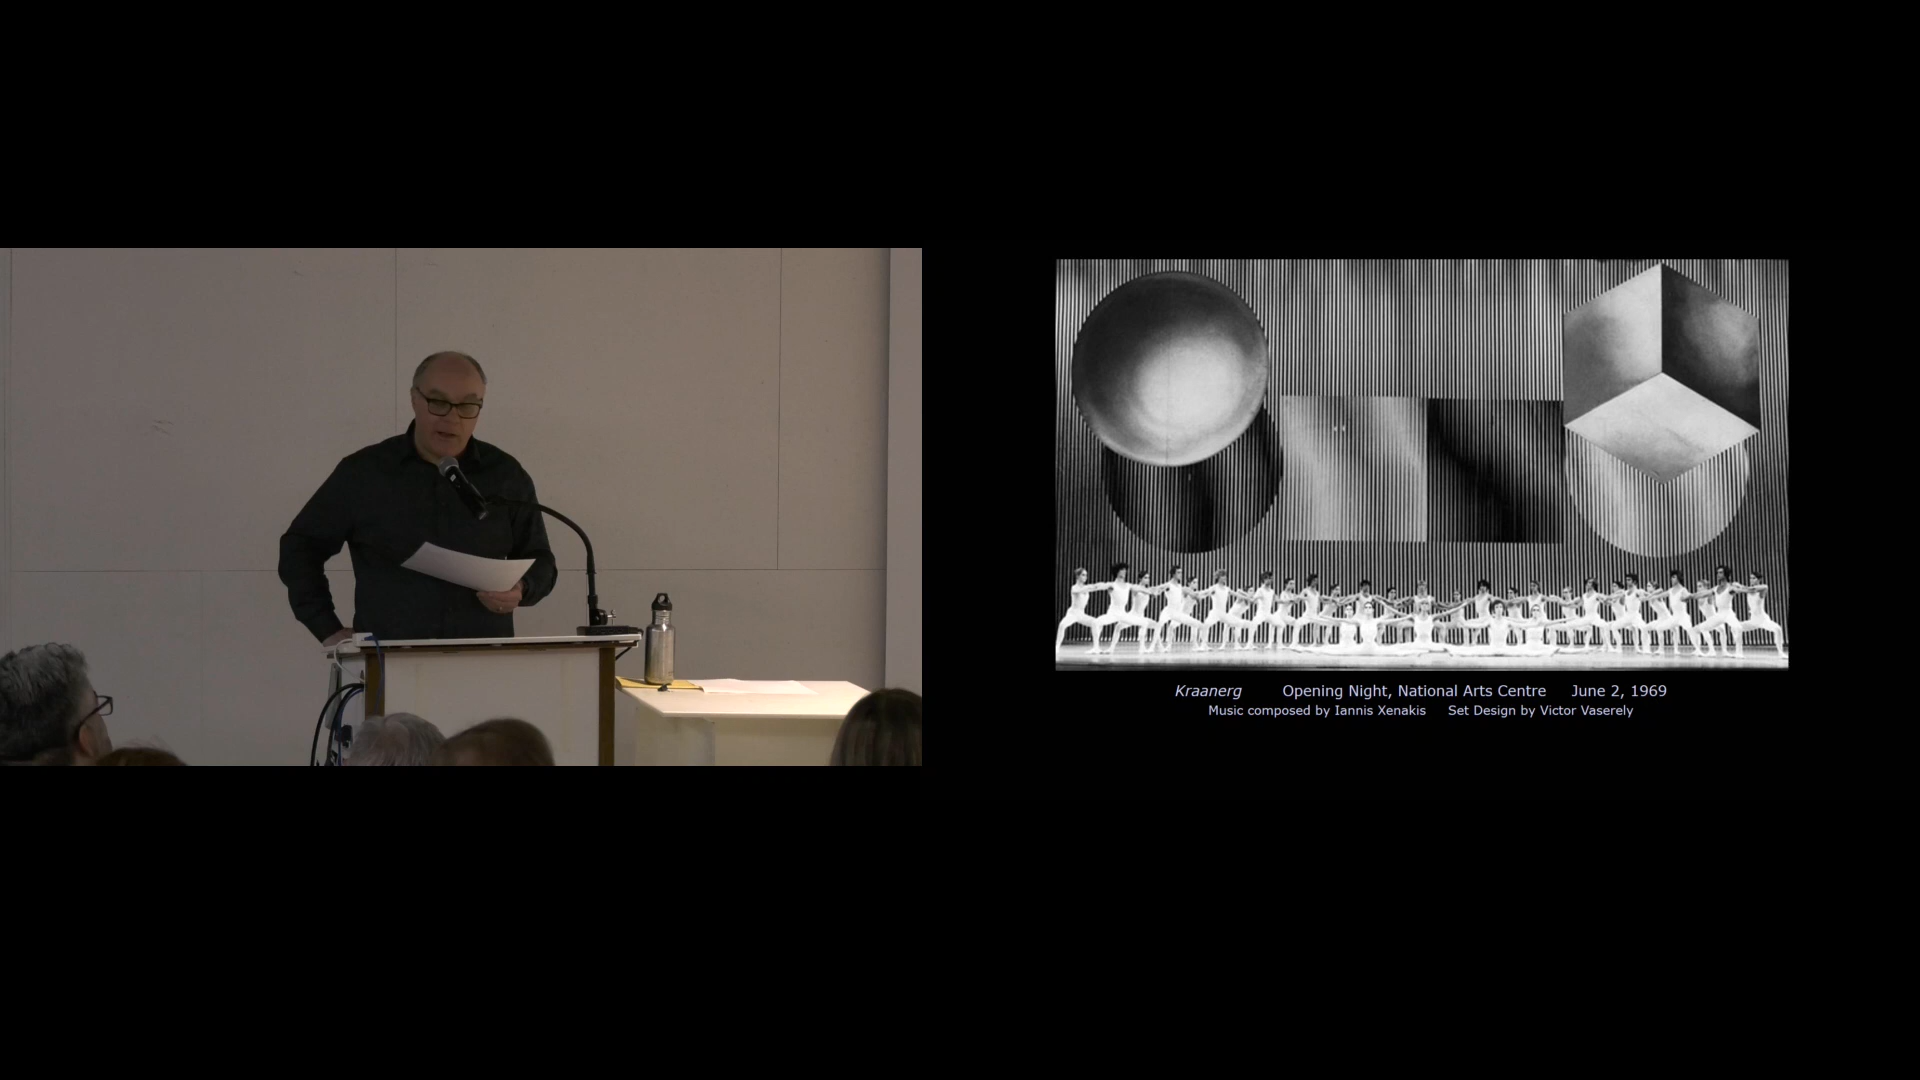 Kraanerg Opening Night, National Arts Centre June 2, 1969
Music composed by Iannis Xenakis Set Design by Victor Vaserely